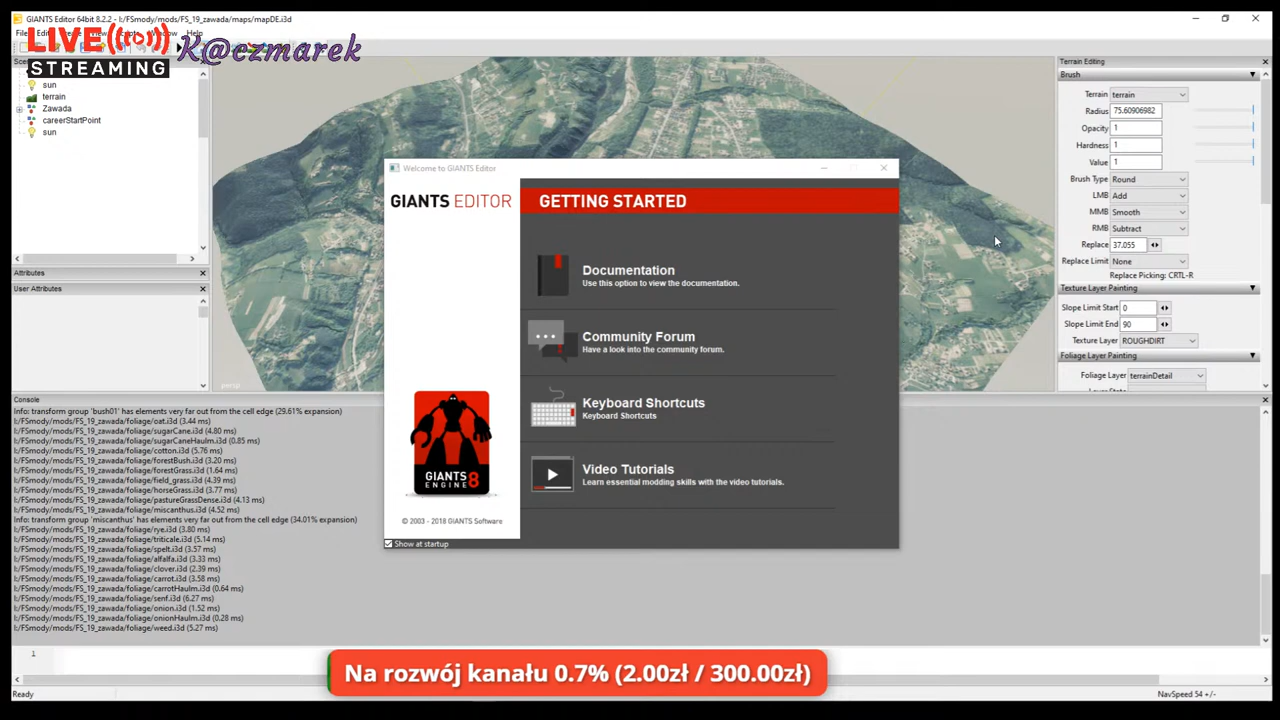 GIANTS Editor 64bit 8.2.2 - I:/FSmody/mods/FS_19_zawada/maps/mapDE.i3d
Help
LIVE
STREAMING
K@czmarek
sun
terrain
Zawada
careerStartPoint
sun
Attributes
User Attributes
persp
Welcome to GIANTS Editor
GIANTS EDITOR
GETTING STARTED
Documentation
Use this option to view the documentation.
Community Forum
Have a look into the community forum.
Keyboard Shortcuts
Keyboard Shortcuts
Video Tutorials
Learn essential modding skills with the video tutorials.
GIANTS
ENGINE 8
© 2003 - 2018 GIANTS Software
Show at startup
Terrain Editing
Brush
Terrain terrain
Radius 75.60906982
Opacity 1
Hardness 1
Value 1
Brush Type Round
LMB Add
MMB Smooth
RMB Subtract
Replace 37.055
Replace Limit None
Replace Picking: CRTL-R
Texture Layer Painting
Slope Limit Start 0
Slope Limit End 90
Texture Layer ROUGHDIRT
Foliage Layer Painting
Foliage Layer terrainDetail
Console
Info: transform group 'bush01' has elements very far out from the cell edge (29.61% expansion)
I:/FSmody/mods/FS_19_zawada/foliage/oat.i3d (3.44 ms)
I:/FSmody/mods/FS_19_zawada/foliage/sugarCane.i3d (4.80 ms)
I:/FSmody/mods/FS_19_zawada/foliage/sugarCaneHaulm.i3d (0.85 ms)
I:/FSmody/mods/FS_19_zawada/foliage/cotton.i3d (5.76 ms)
I:/FSmody/mods/FS_19_zawada/foliage/forestBush.i3d (3.20 ms)
I:/FSmody/mods/FS_19_zawada/foliage/forestGrass.i3d (1.64 ms)
I:/FSmody/mods/FS_19_zawada/foliage/field_grass.i3d (4.39 ms)
I:/FSmody/mods/FS_19_zawada/foliage/horseGrass.i3d (3.77 ms)
I:/FSmody/mods/FS_19_zawada/foliage/pastureGrassDense.i3d (4.13 ms)
I:/FSmody/mods/FS_19_zawada/foliage/miscanthus.i3d (4.52 ms)
Info: transform group 'miscanthus' has elements very far out from the cell edge (34.01% expansion)
I:/FSmody/mods/FS_19_zawada/foliage/rye.i3d (3.80 ms)
I:/FSmody/mods/FS_19_zawada/foliage/triticale.i3d (5.14 ms)
I:/FSmody/mods/FS_19_zawada/foliage/spelt.i3d (3.57 ms)
I:/FSmody/mods/FS_19_zawada/foliage/alfalfa.i3d (3.33 ms)
I:/FSmody/mods/FS_19_zawada/foliage/clover.i3d (2.39 ms)
I:/FSmody/mods/FS_19_zawada/foliage/carrot.i3d (3.58 ms)
I:/FSmody/mods/FS_19_zawada/foliage/carrotHaulm.i3d (0.64 ms)
I:/FSmody/mods/FS_19_zawada/foliage/senf.i3d (6.27 ms)
I:/FSmody/mods/FS_19_zawada/foliage/onion.i3d (1.52 ms)
I:/FSmody/mods/FS_19_zawada/foliage/onionHaulm.i3d (0.28 ms)
I:/FSmody/mods/FS_19_zawada/foliage/weed.i3d (5.27 ms)
1
Na rozwój kanału 0.7% (2.00zł / 300.00zł)
Ready
NavSpeed 54 +/-